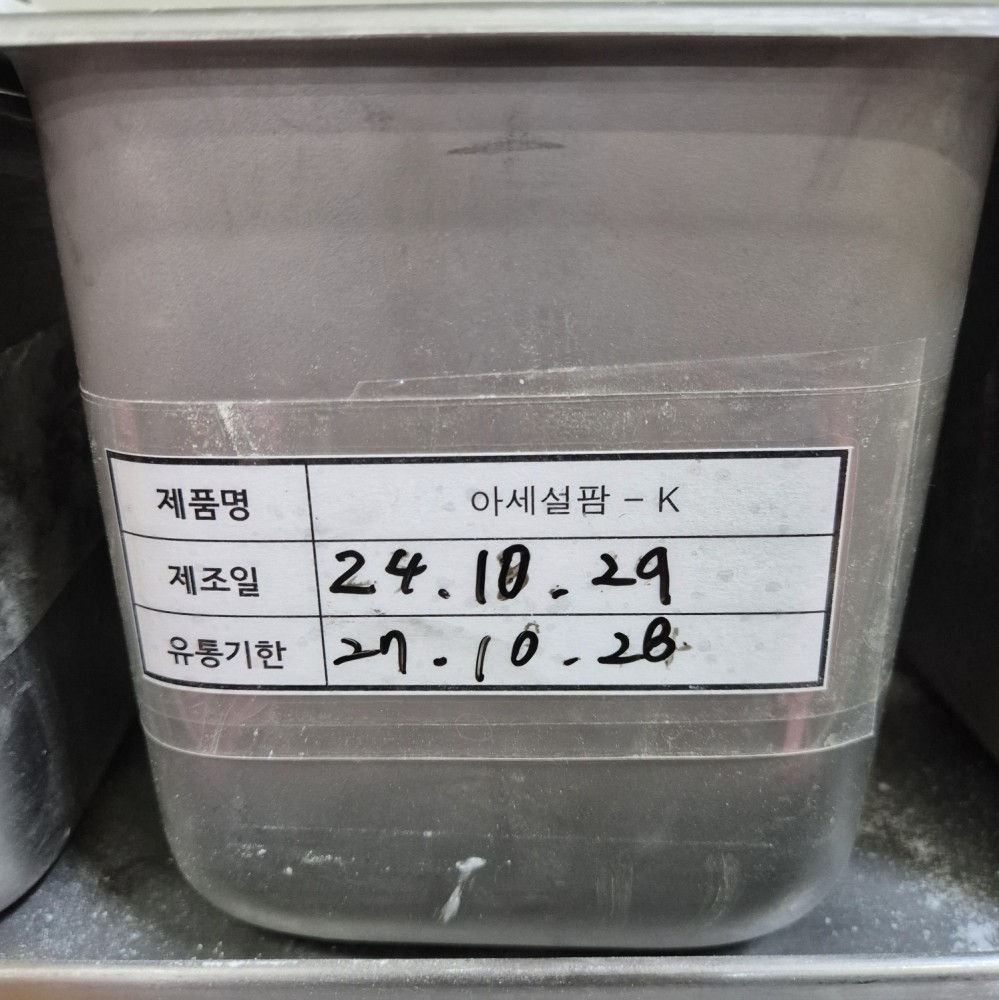 제품명 아세설팜 - K
제조일 24.10.29
유통기한 27.10.28